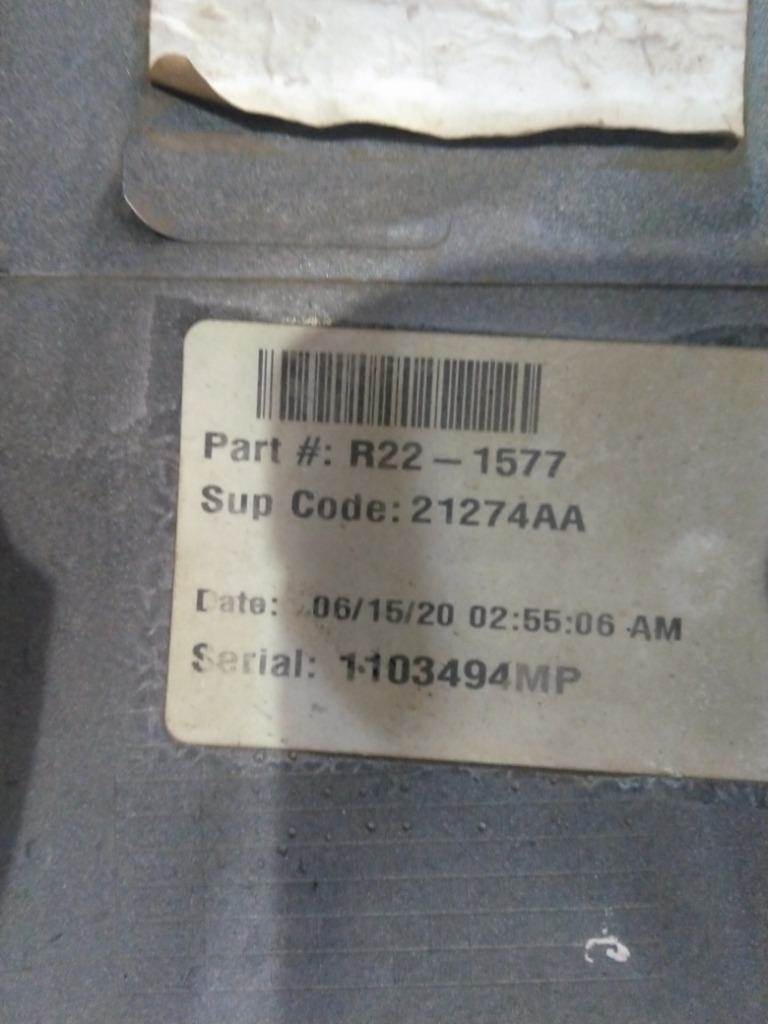 Part #: R22-1577
Sup Code: 21274AA
Date: 06/15/20 02:55:06 AM
Serial: 1103494MP